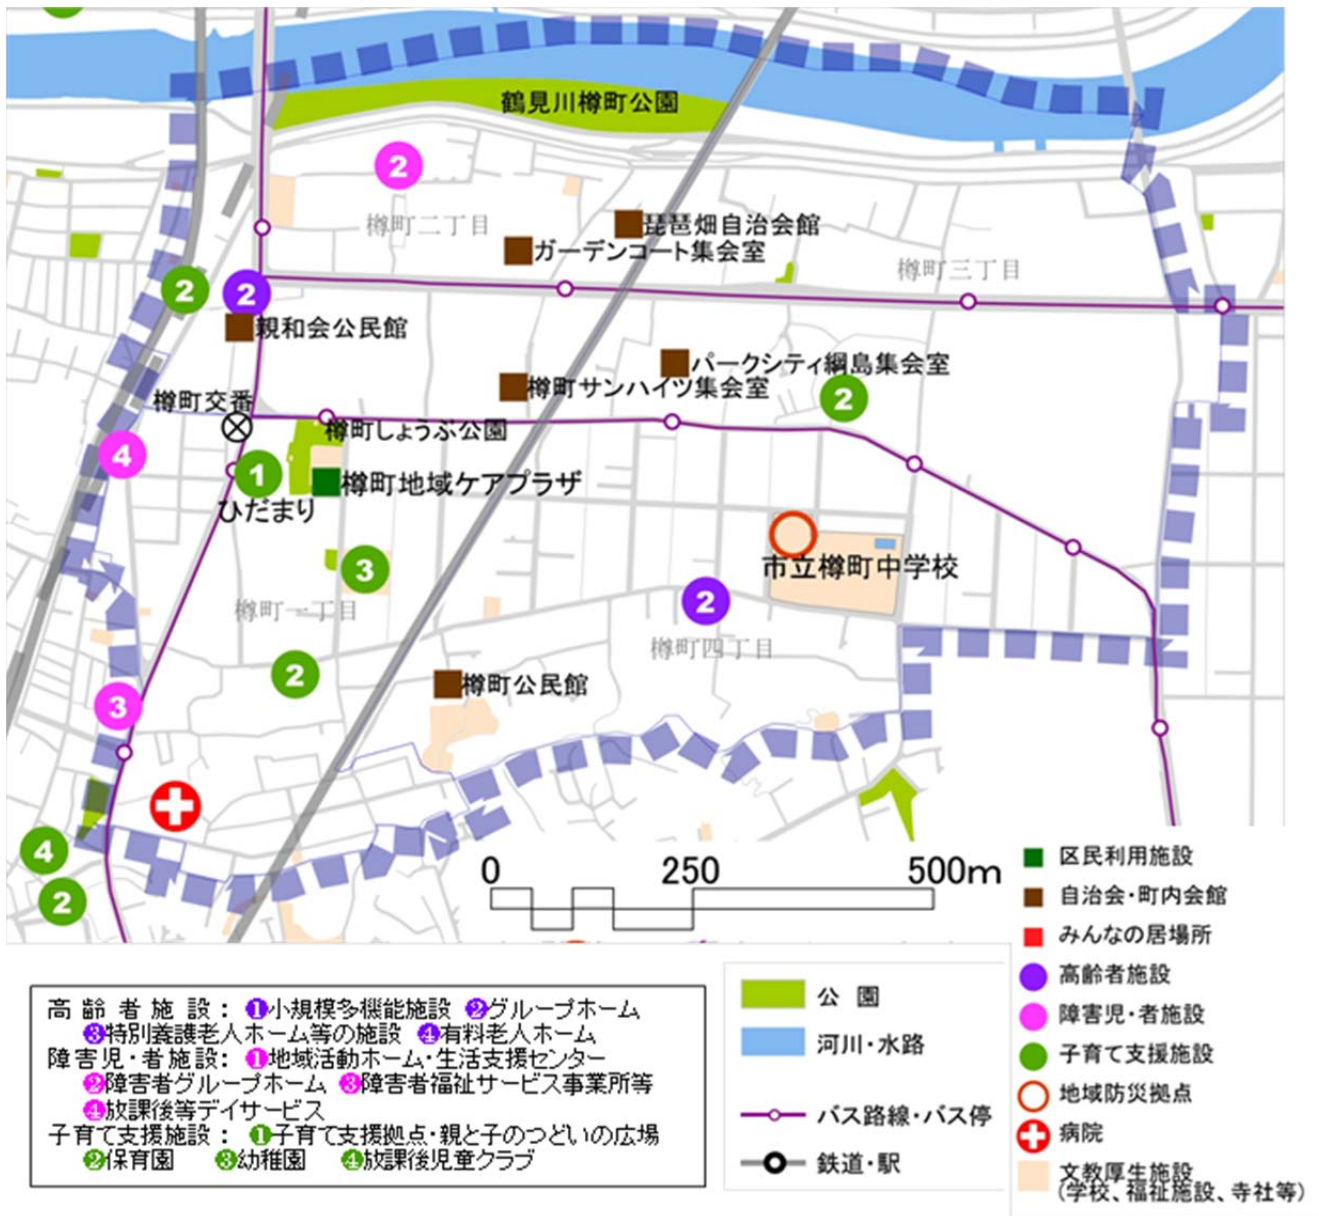 鶴見川樽町公園
2
樽町二丁目
琵琶畑自治会館
ガーデンコート集会室
樽町三丁目
2
2
親和会公民館
パークシティ綱島集会室
樽町サンハイツ集会室
2
樽町交番
樽町しょうぶ公園
4
1
樽町地域ケアプラザ
ひだまり
市立樽町中学校
3
2
樽町一丁目
樽町四丁目
2
樽町公民館
3
4
2
0 250 500m
区民利用施設
自治会・町内会館
みんなの居場所
高齢者施設
障害児・者施設
子育て支援施設
地域防災拠点
病院
文教厚生施設
(学校、福祉施設、寺社等)
公 園
河川・水路
バス路線・バス停
鉄道・駅
高 齢 者 施 設 : ❶小規模多機能施設 ❷グループホーム
❸特別養護老人ホーム等の施設 ❹有料老人ホーム
障害児・者施設: ❶地域活動ホーム・生活支援センター
❷障害者グループホーム ❸障害者福祉サービス事業所等
❹放課後等デイサービス
子育て支援施設: ❶子育て支援拠点・親と子のつどいの広場
❷保育園 ❸幼稚園 ❹放課後児童クラブ